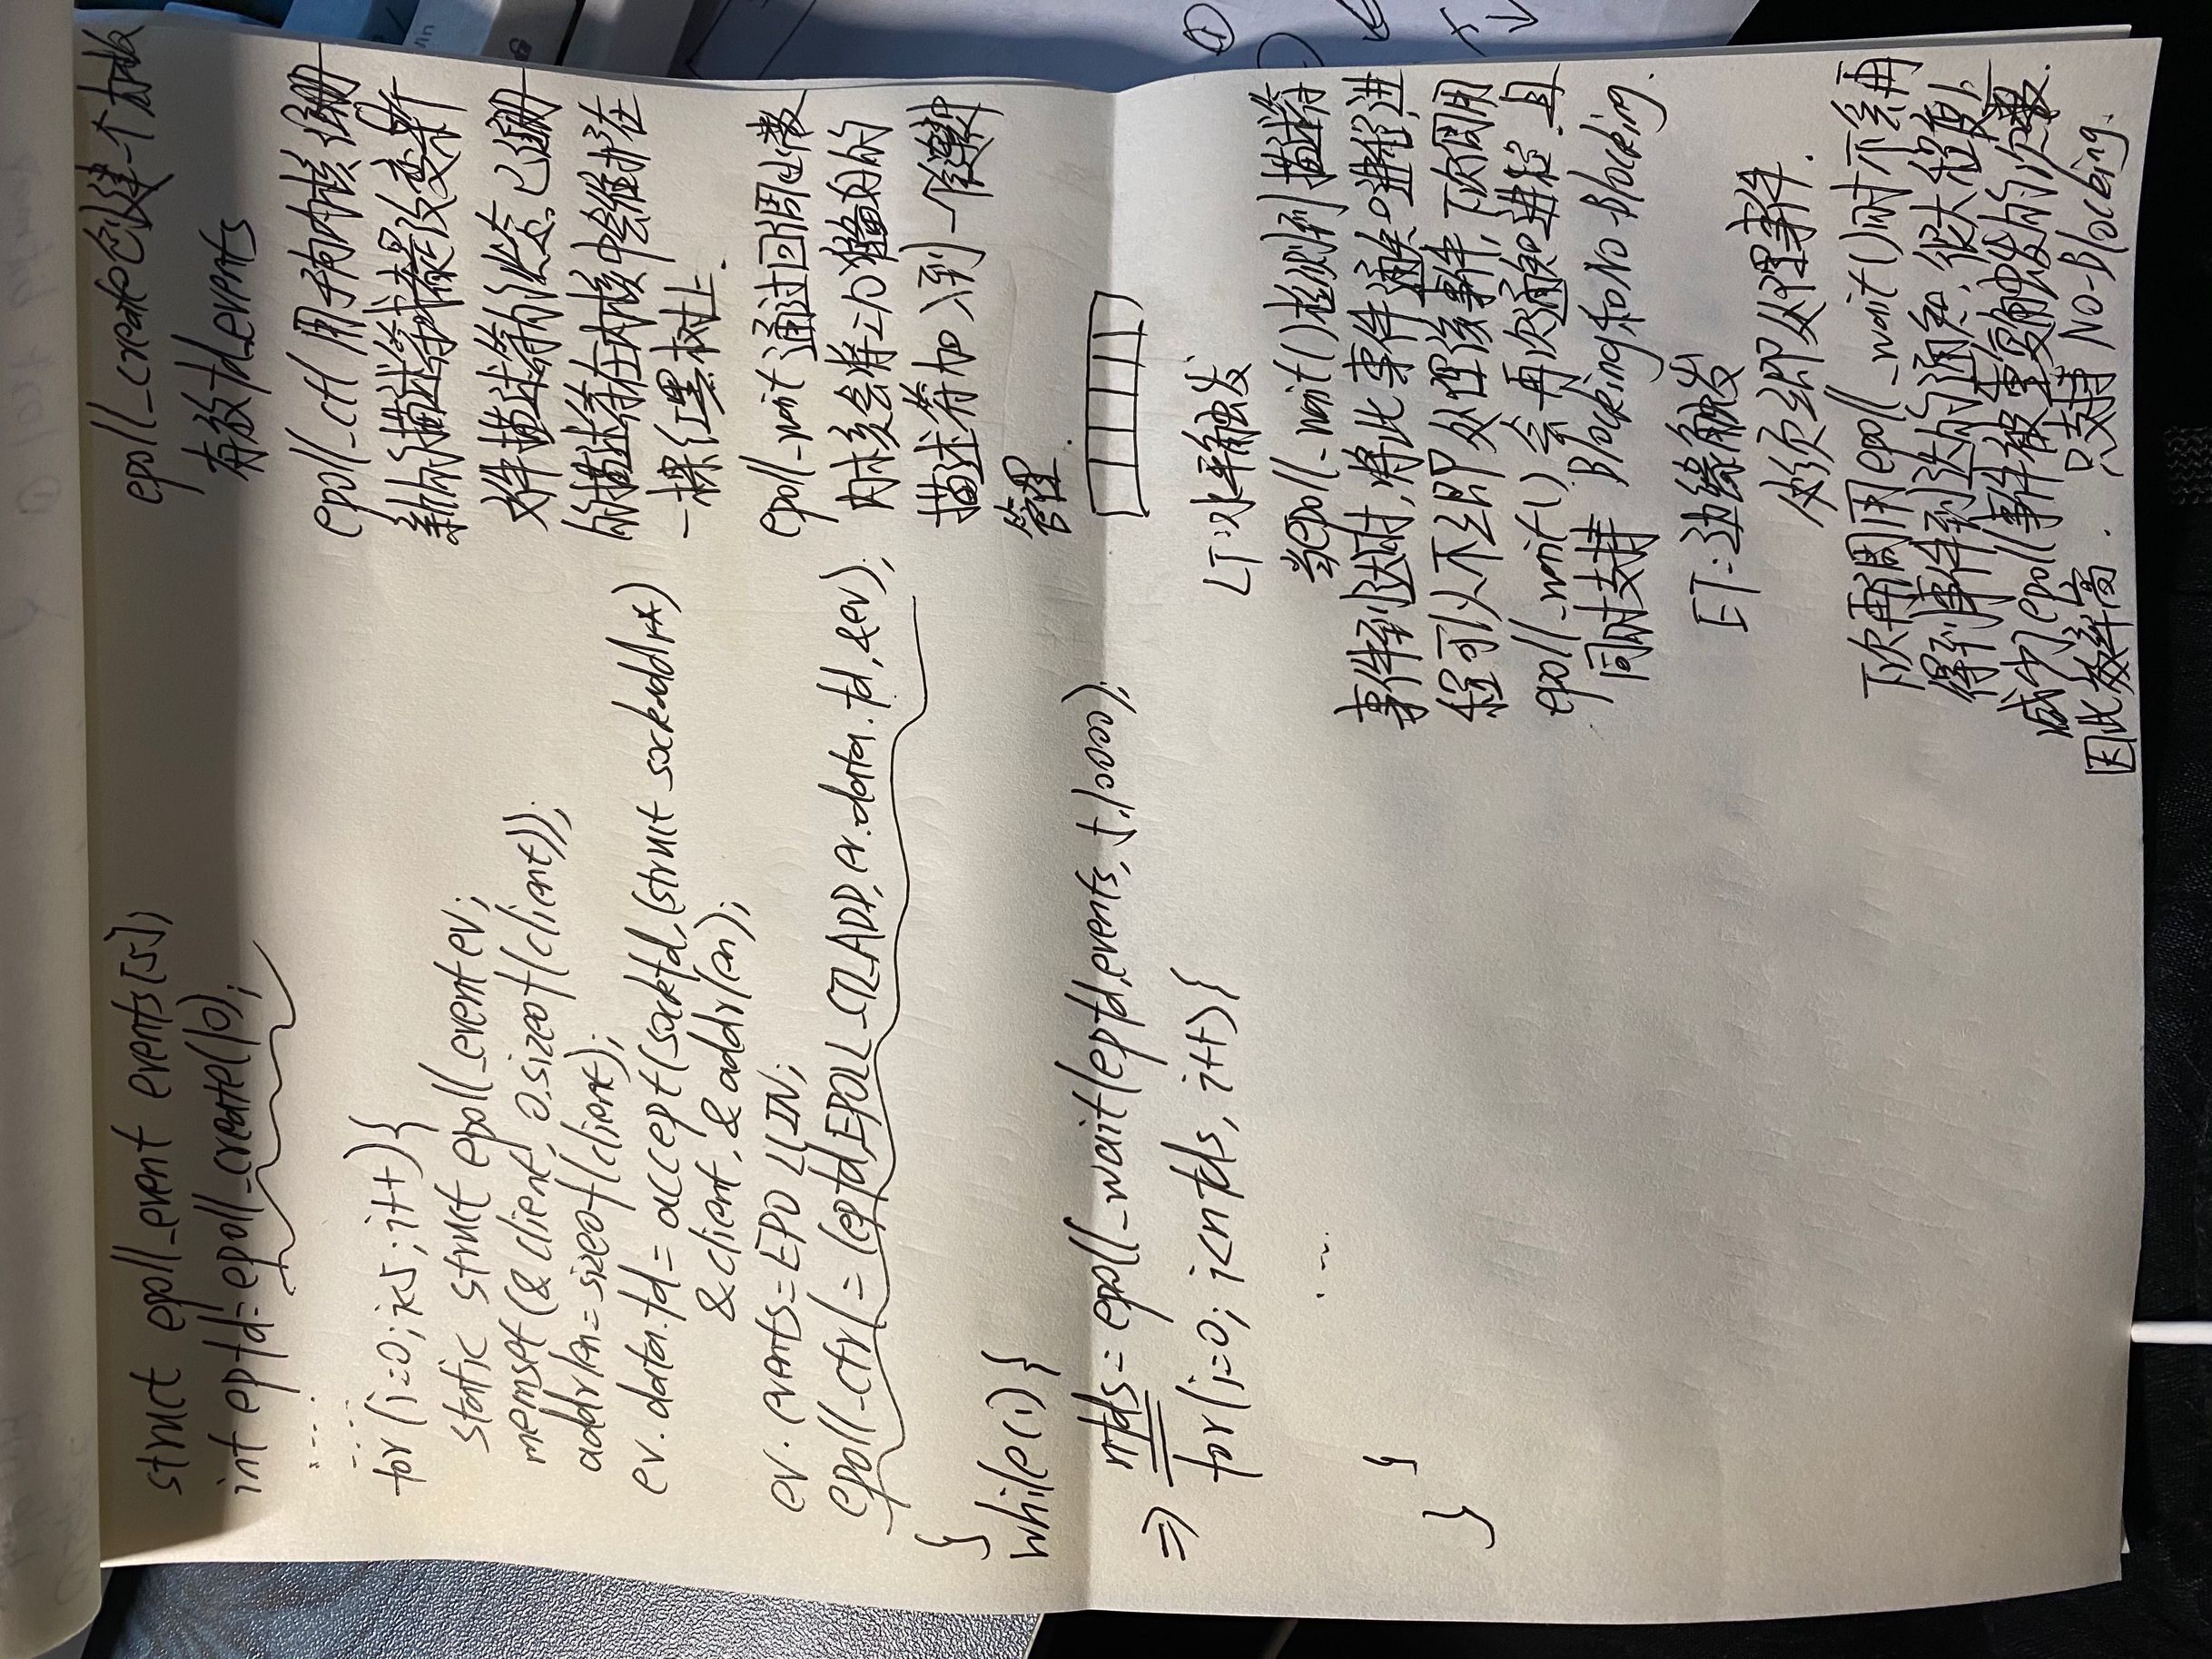 struct epoll_event events[5];
int epfd=epoll_create(10);
....
....
for(i=0;i<5;i++){
static struct epoll_event ev;
memset(&client, 0, sizeof(client));
addrlen=sizeof(client);
ev.data.fd=accept(sockfd,(struct sockaddr*)
&client, &addrlen);
ev.events=EPOLLIN;
epoll_ctrl=(epfd,EPOLL_CTL_ADD,ev.data.fd,&ev);
}
while(1){
nfds=epoll_wait(epfd,events,5,10000);
=> for(i=0; i<nfds, i++){
....
}
}
epoll_create创建一个
存放fd_events
epoll_ctl 用于向内核注册
新的描述符或者是改变某个
文件描述符的状态.已注册
的描述符在内核中会维护在
一棵红黑树上.
epoll_wait 通过回调函数
内核会将I/O准备好的
描述符加入到一个链表中
管理.
LT:水平触发
当epoll_wait()检测到描述符
事件到达时,将此事件通知进程,进
程可以不立即处理该事件,下次调用
epoll_wait()会再次通知进程.且
同时支持 Blocking和No-Blocking.
ET:边缘触发
必须立即处理事件.
下次再调用epoll_wait()时不会再
得到事件到达的通知.很大程度上
减少了epoll事件被重复触发的次数.
因此效率高. 只支持No-Blocking.